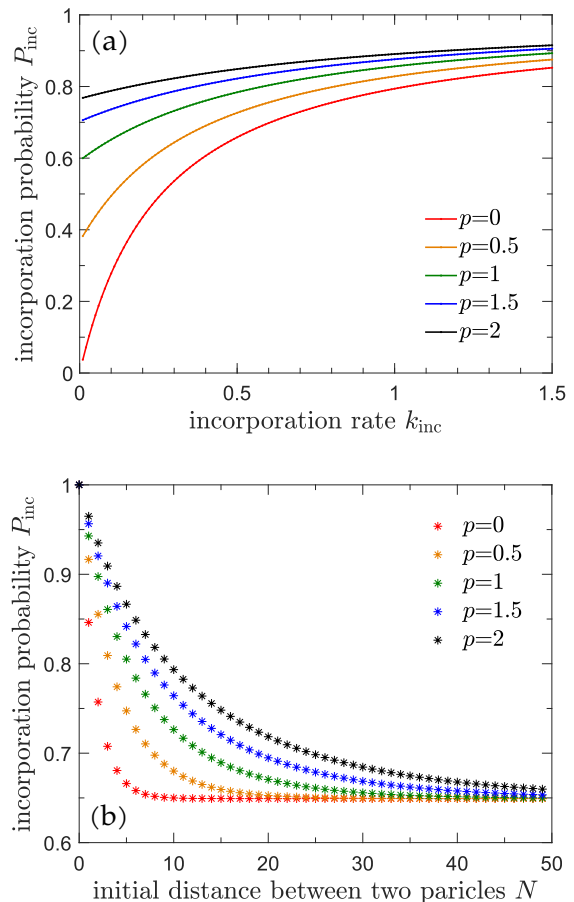 (a)
incorporation probability P_inc
1
0.8
0.6
0.4
0.2
0
p=0
p=0.5
p=1
p=1.5
p=2
0 0.5 1 1.5
incorporation rate k_inc
incorporation probability P_inc
1
0.9
0.8
0.7
0.6
p=0
p=0.5
p=1
p=1.5
p=2
(b)
0 10 20 30 40 50
initial distance between two paricles N